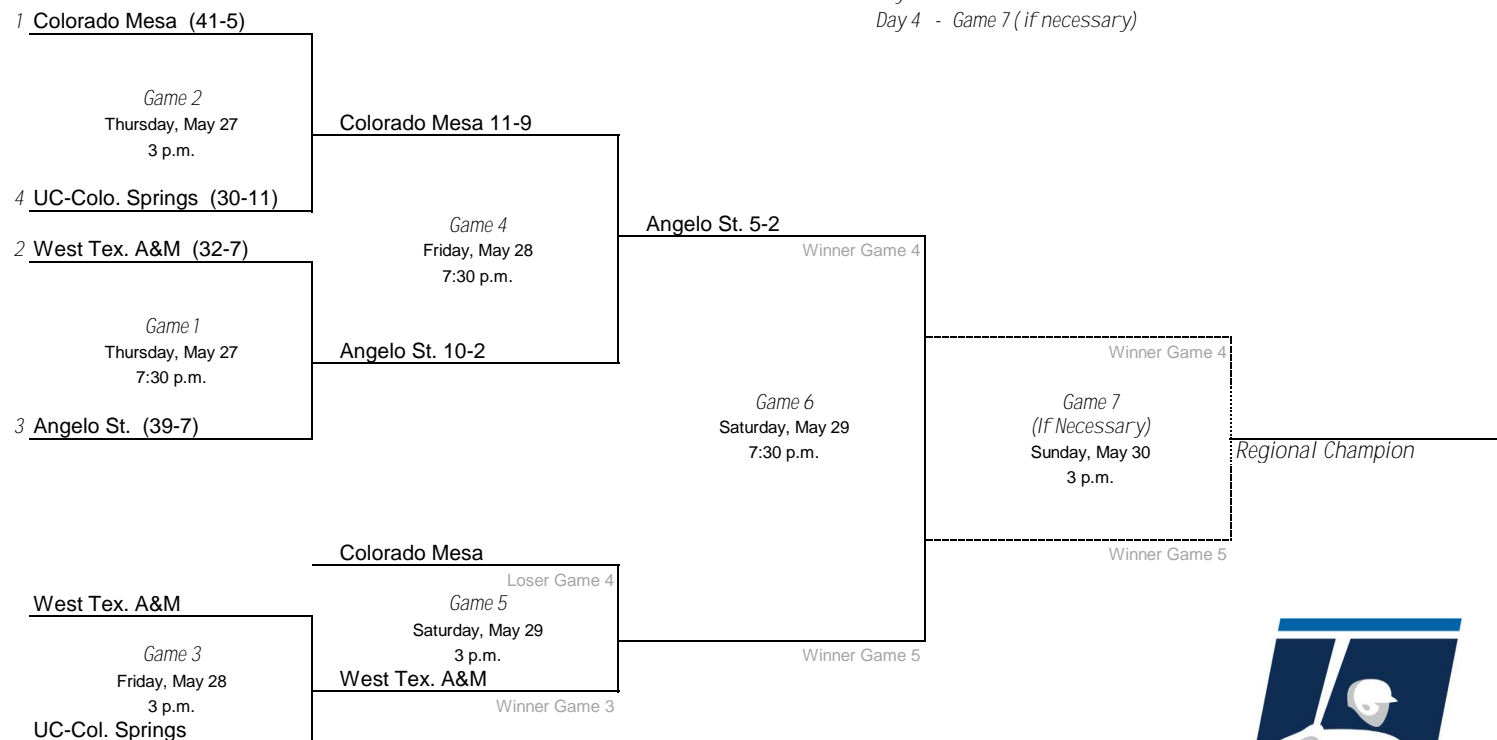 Day 4 - Game 7 ( if necessary)
1 Colorado Mesa (41-5)
Game 2
Thursday, May 27
3 p.m.
Colorado Mesa 11-9
4 UC-Colo. Springs (30-11)
Game 4
Friday, May 28
7:30 p.m.
Angelo St. 5-2
Winner Game 4
2 West Tex. A&M (32-7)
Game 1
Thursday, May 27
7:30 p.m.
Angelo St. 10-2
3 Angelo St. (39-7)
Game 6
Saturday, May 29
7:30 p.m.
Winner Game 4
Game 7
(If Necessary)
Sunday, May 30
3 p.m.
Regional Champion
Winner Game 5
Colorado Mesa
Loser Game 4
Game 5
Saturday, May 29
3 p.m.
West Tex. A&M
Winner Game 3
Winner Game 5
West Tex. A&M
Game 3
Friday, May 28
3 p.m.
UC-Col. Springs